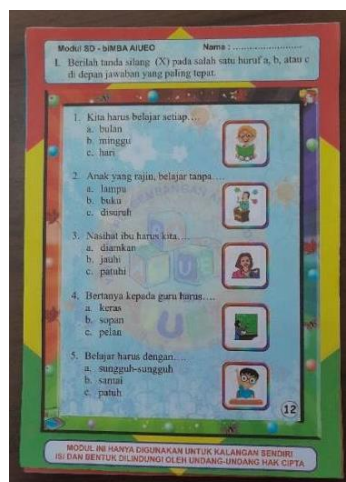 Modul SD - biMBA AIUEO Nama : ..............................
I. Berilah tanda silang (X) pada salah satu huruf a, b, atau c
di depan jawaban yang paling tepat.
1. Kita harus belajar setiap....
a. bulan
b. minggu
c. hari
2. Anak yang rajin, belajar tanpa....
a. lampu
b. buku
c. disuruh
3. Nasihat ibu harus kita....
a. diamkan
b. jauhi
c. patuhi
4. Bertanya kepada guru harus....
a. keras
b. sopan
c. pelan
5. Belajar harus dengan....
a. sungguh-sungguh
b. santai
c. patuh
12
MODUL INI HANYA DIGUNAKAN UNTUK KALANGAN SENDIRI
ISI DAN BENTUK DILINDUNGI OLEH UNDANG-UNDANG HAK CIPTA